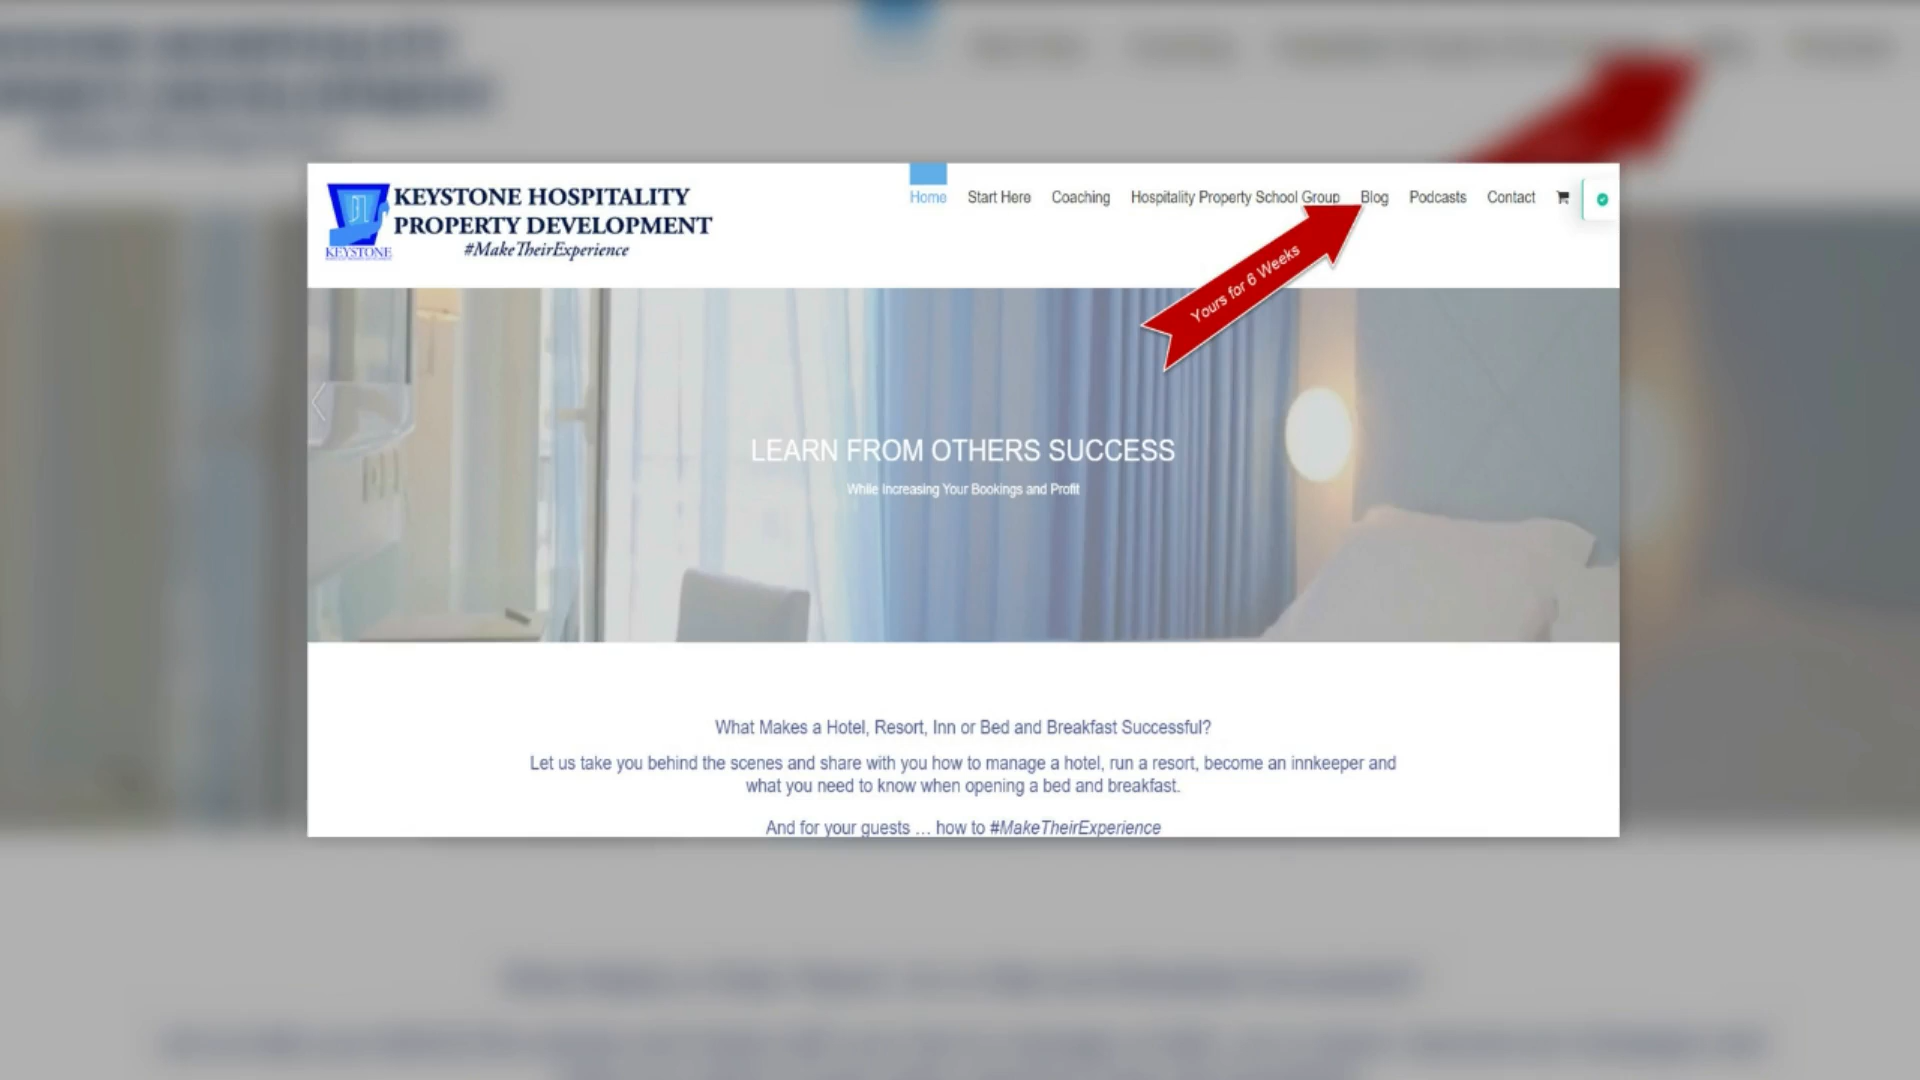 KEYSTONE HOSPITALITY
PROPERTY DEVELOPMENT
#MakeTheirExperience
KEYSTONE
Home Start Here Coaching Hospitality Property School Group Blog Podcasts Contact
Yours for 6 Weeks
LEARN FROM OTHERS SUCCESS
While Increasing Your Bookings and Profit
What Makes a Hotel, Resort, Inn or Bed and Breakfast Successful?
Let us take you behind the scenes and share with you how to manage a hotel, run a resort, become an innkeeper and
what you need to know when opening a bed and breakfast.
And for your guests ... how to #MakeTheirExperience